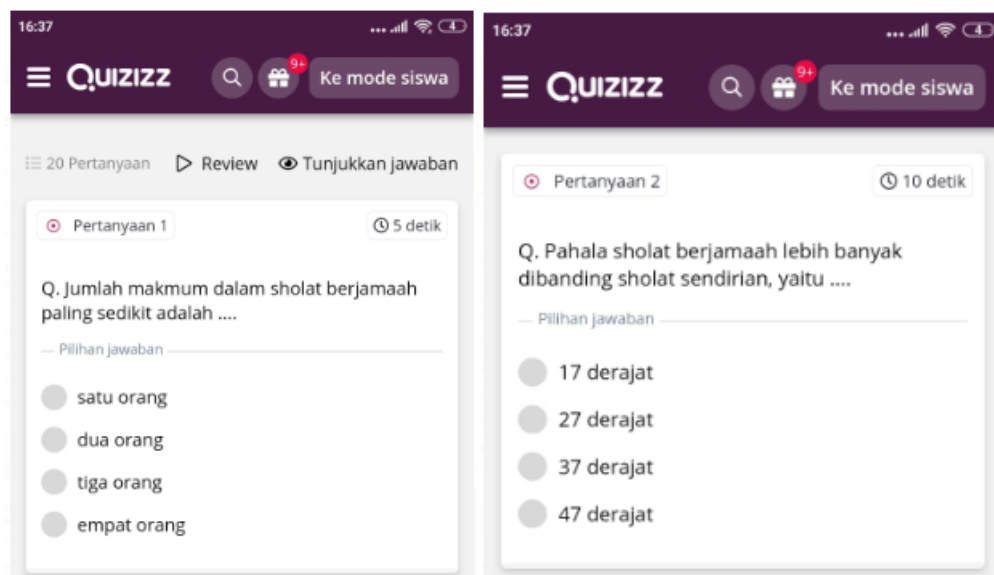 16:37
4
QUIZIZZ
9+
Ke mode siswa
20 Pertanyaan
Review
Tunjukkan jawaban
Pertanyaan 1
5 detik
Q. Jumlah makmum dalam sholat berjamaah
paling sedikit adalah ....
Pilihan jawaban
satu orang
dua orang
tiga orang
empat orang
16:37
4
QUIZIZZ
9+
Ke mode siswa
Pertanyaan 2
10 detik
Q. Pahala sholat berjamaah lebih banyak
dibanding sholat sendirian, yaitu ....
Pilihan jawaban
17 derajat
27 derajat
37 derajat
47 derajat